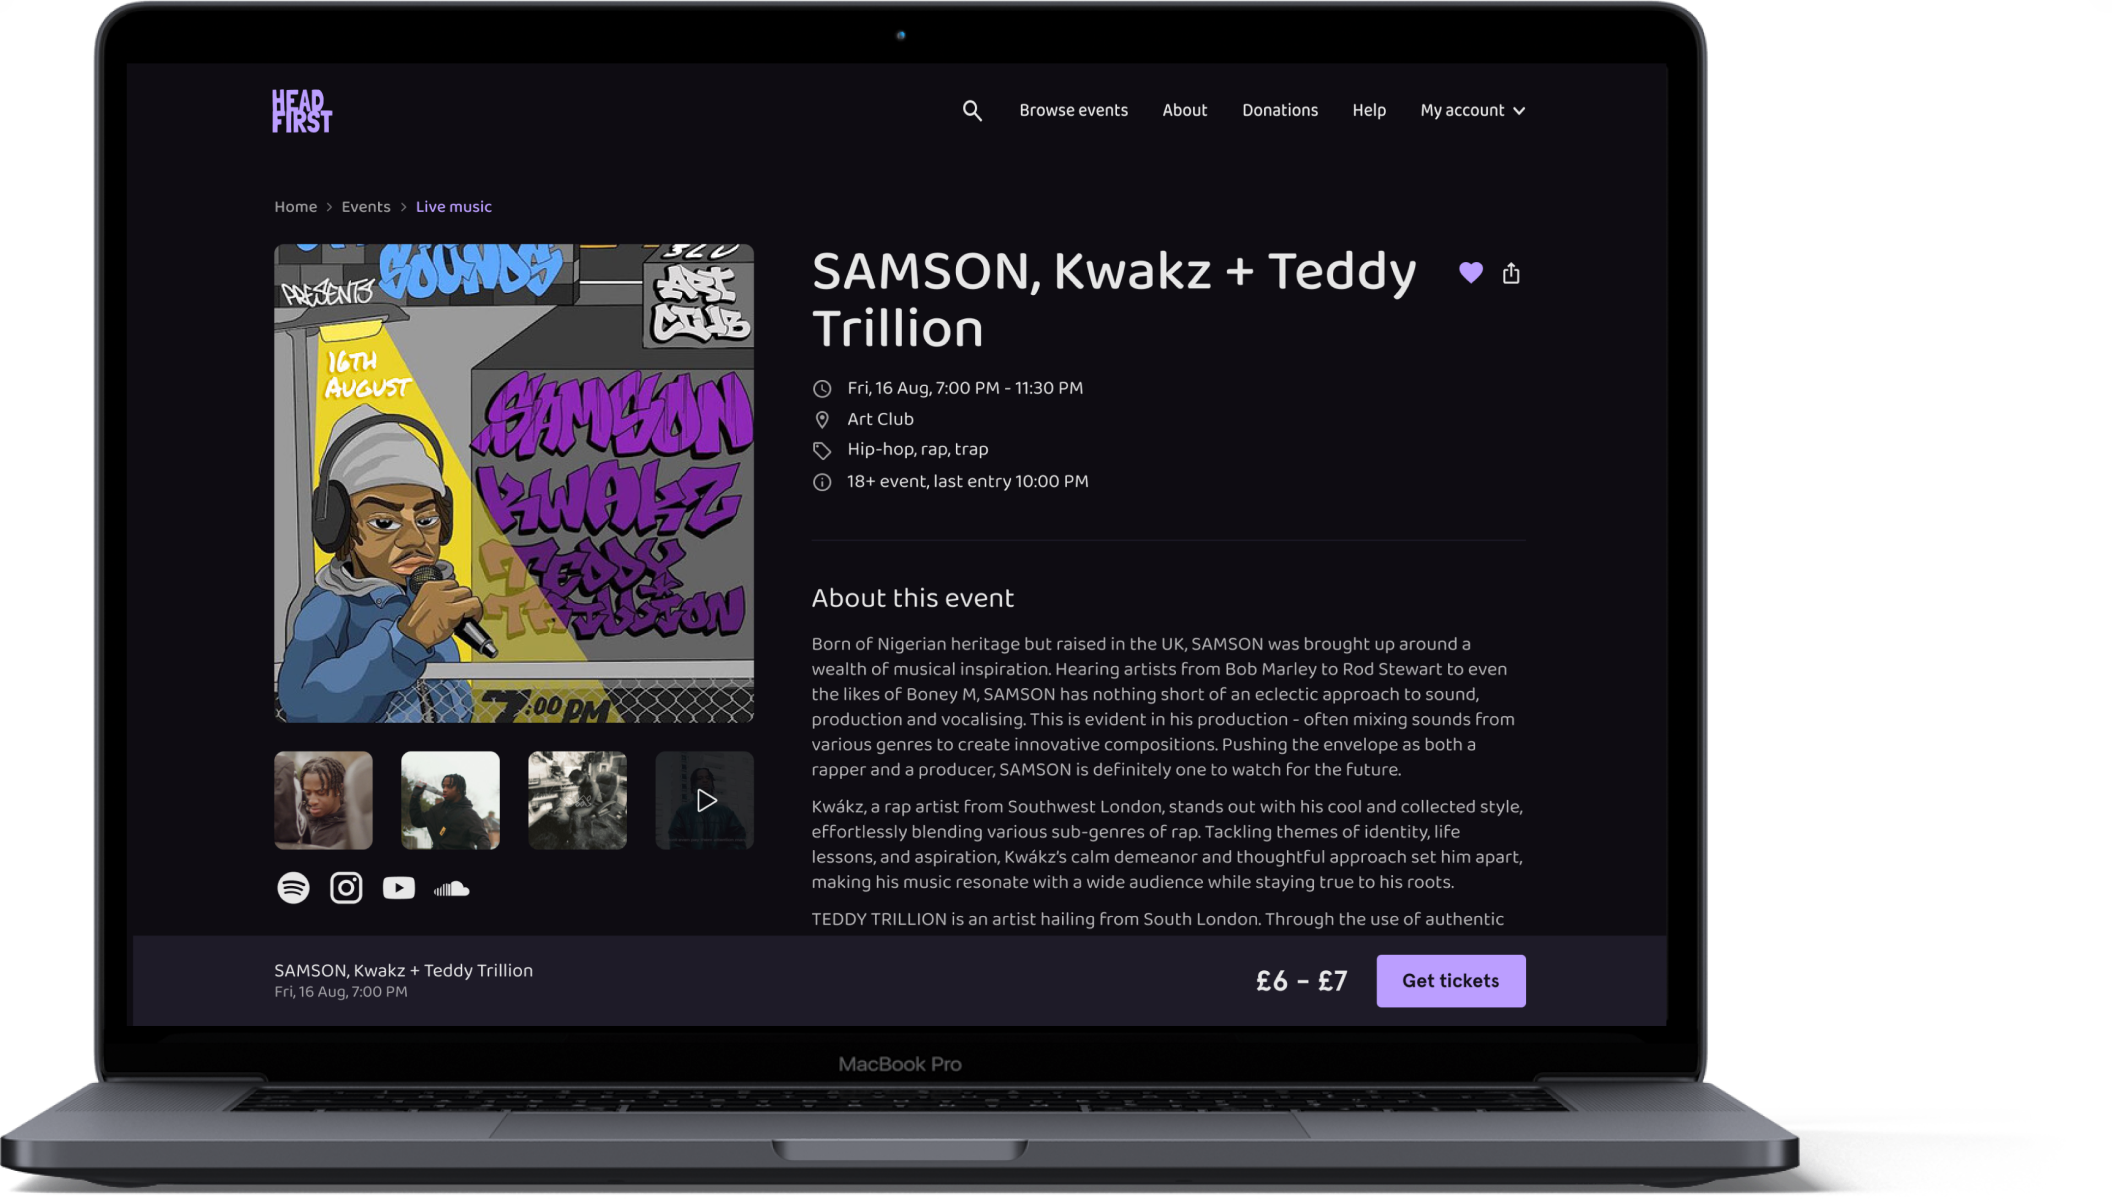 HEAD
FIRST
Browse events
About
Donations
Help
My account
Home > Events > Live music
SOUNDS
PRESENTS
ART
CLUB
16TH
AUGUST
SAMSON
KWAKZ
TEDDY
TRILLION
7:00 PM
SAMSON, Kwakz + Teddy
Trillion
Fri, 16 Aug, 7:00 PM - 11:30 PM
Art Club
Hip-hop, rap, trap
18+ event, last entry 10:00 PM
About this event
Born of Nigerian heritage but raised in the UK, SAMSON was brought up around a
wealth of musical inspiration. Hearing artists from Bob Marley to Rod Stewart to even
the likes of Boney M, SAMSON has nothing short of an eclectic approach to sound,
production and vocalising. This is evident in his production - often mixing sounds from
various genres to create innovative compositions. Pushing the envelope as both a
rapper and a producer, SAMSON is definitely one to watch for the future.
Kwákz, a rap artist from Southwest London, stands out with his cool and collected style,
effortlessly blending various sub-genres of rap. Tackling themes of identity, life
lessons, and aspiration, Kwákz's calm demeanor and thoughtful approach set him apart,
making his music resonate with a wide audience while staying true to his roots.
TEDDY TRILLION is an artist hailing from South London. Through the use of authentic
SAMSON, Kwakz + Teddy Trillion
Fri, 16 Aug, 7:00 PM
£6 - £7
Get tickets
MacBook Pro